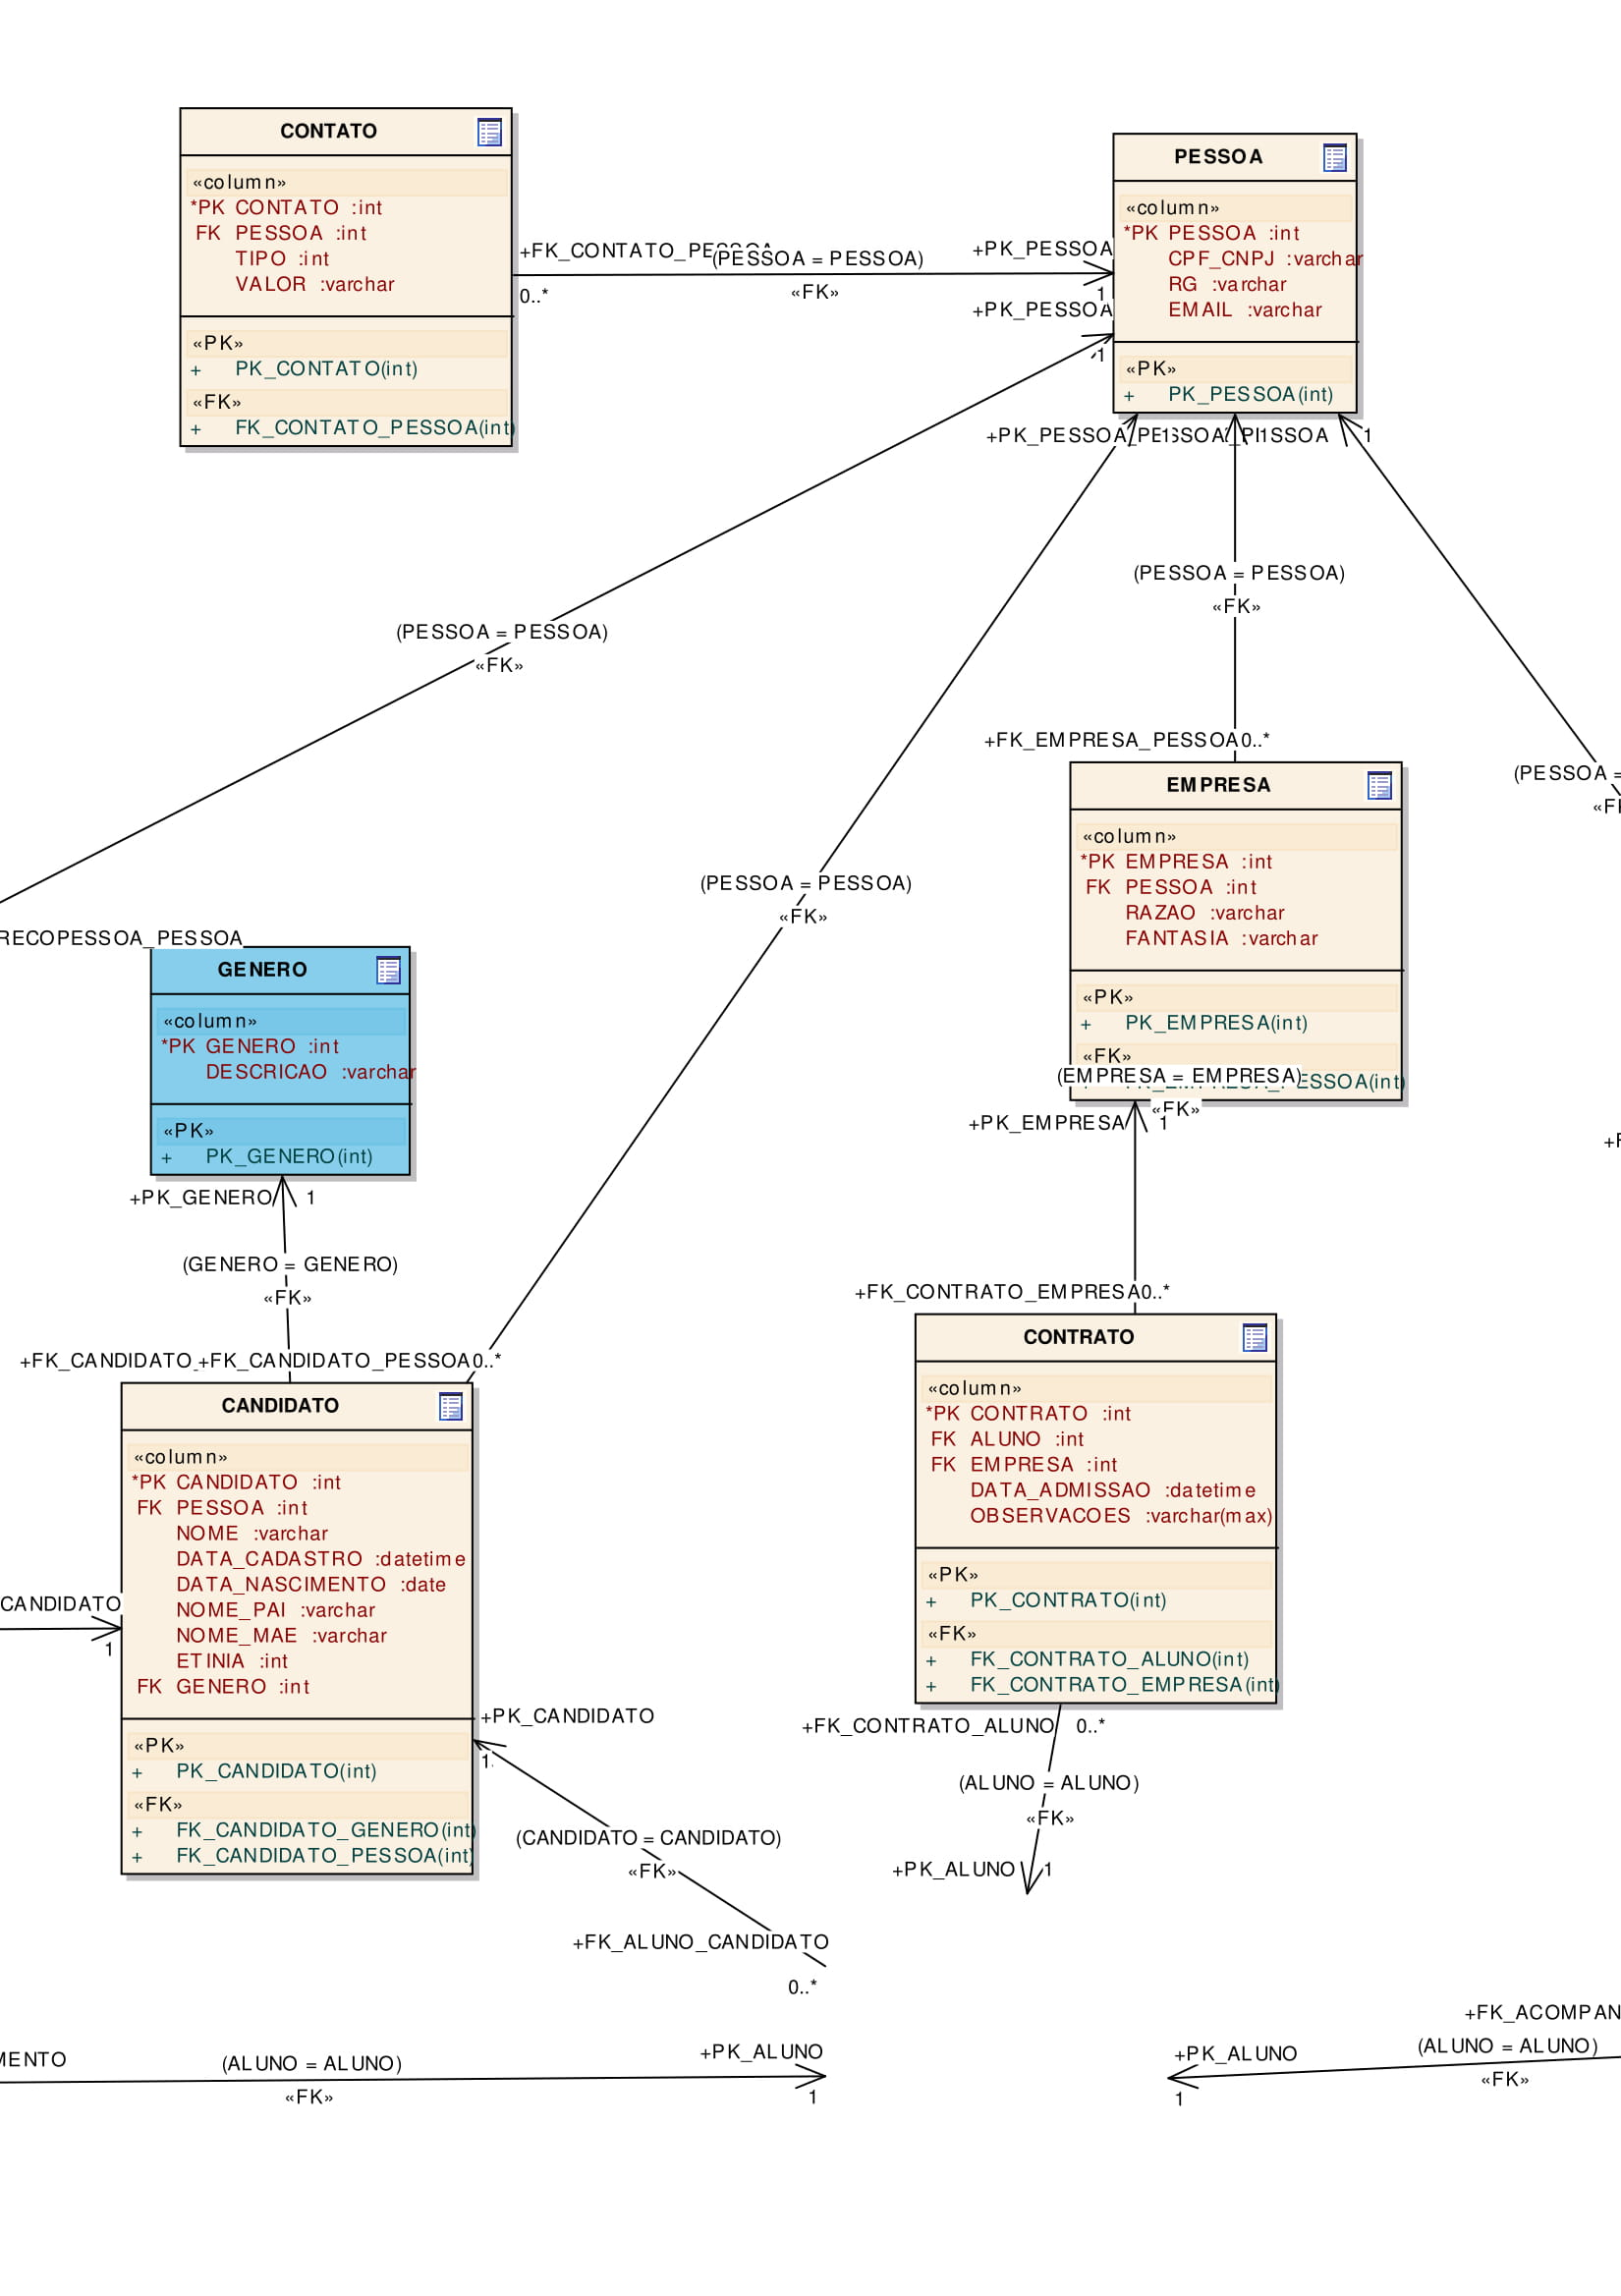 CONTATO
«column»
*PK CONTATO :int
FK PESSOA :int
TIPO :int
VALOR :varchar
«PK»
+ PK_CONTATO(int)
«FK»
+ FK_CONTATO_PESSOA(int)
(PESSOA = PESSOA)
+PK_PESSOA
«FK»
0..*
1
+PK_PESSOA
1
PESSOA
«column»
*PK PESSOA :int
CPF_CNPJ :varchar
RG :varchar
EMAIL :varchar
«PK»
+ PK_PESSOA(int)
1
(PESSOA = PESSOA)
«FK»
(PESSOA = PESSOA)
«FK»
+FK_EMPRESA_PESSOA 0..*
(PESSOA =
(PESSOA = PESSOA)
«FK»
EMPRESA
«column»
*PK EMPRESA :int
FK PESSOA :int
RAZAO :varchar
FANTASIA :varchar
«PK»
+ PK_EMPRESA(int)
«FK»
(EMPRESA = EMPRESA)
«FK»
+PK_EMPRESA 1
RECOPESSOA_PESSOA
GENERO
«column»
*PK GENERO :int
DESCRICAO :varchar
«PK»
+ PK_GENERO(int)
+PK_GENERO 1
(GENERO = GENERO)
«FK»
+FK_CANDIDATO_+FK_CANDIDATO_PESSOA 0..*
+FK_CONTRATO_EMPRESA 0..*
CANDIDATO
«column»
*PK CANDIDATO :int
FK PESSOA :int
NOME :varchar
DATA_CADASTRO :datetime
DATA_NASCIMENTO :date
NOME_PAI :varchar
NOME_MAE :varchar
ETINIA :int
FK GENERO :int
«PK»
+ PK_CANDIDATO(int)
«FK»
+ FK_CANDIDATO_GENERO(int)
+ FK_CANDIDATO_PESSOA(int)
CANDIDATO
1
CONTRATO
«column»
*PK CONTRATO :int
FK ALUNO :int
FK EMPRESA :int
DATA_ADMISSAO :datetime
OBSERVACOES :varchar(max)
«PK»
+ PK_CONTRATO(int)
«FK»
+ FK_CONTRATO_ALUNO(int)
+ FK_CONTRATO_EMPRESA(int)
+PK_CANDIDATO
1
(CANDIDATO = CANDIDATO)
«FK»
+FK_ALUNO_CANDIDATO
0..*
+FK_CONTRATO_ALUNO 0..*
(ALUNO = ALUNO)
«FK»
+PK_ALUNO 1
MENTO
(ALUNO = ALUNO)
«FK»
+PK_ALUNO
1
+FK_ACOMPAN
(ALUNO = ALUNO)
+PK_ALUNO
«FK»
1